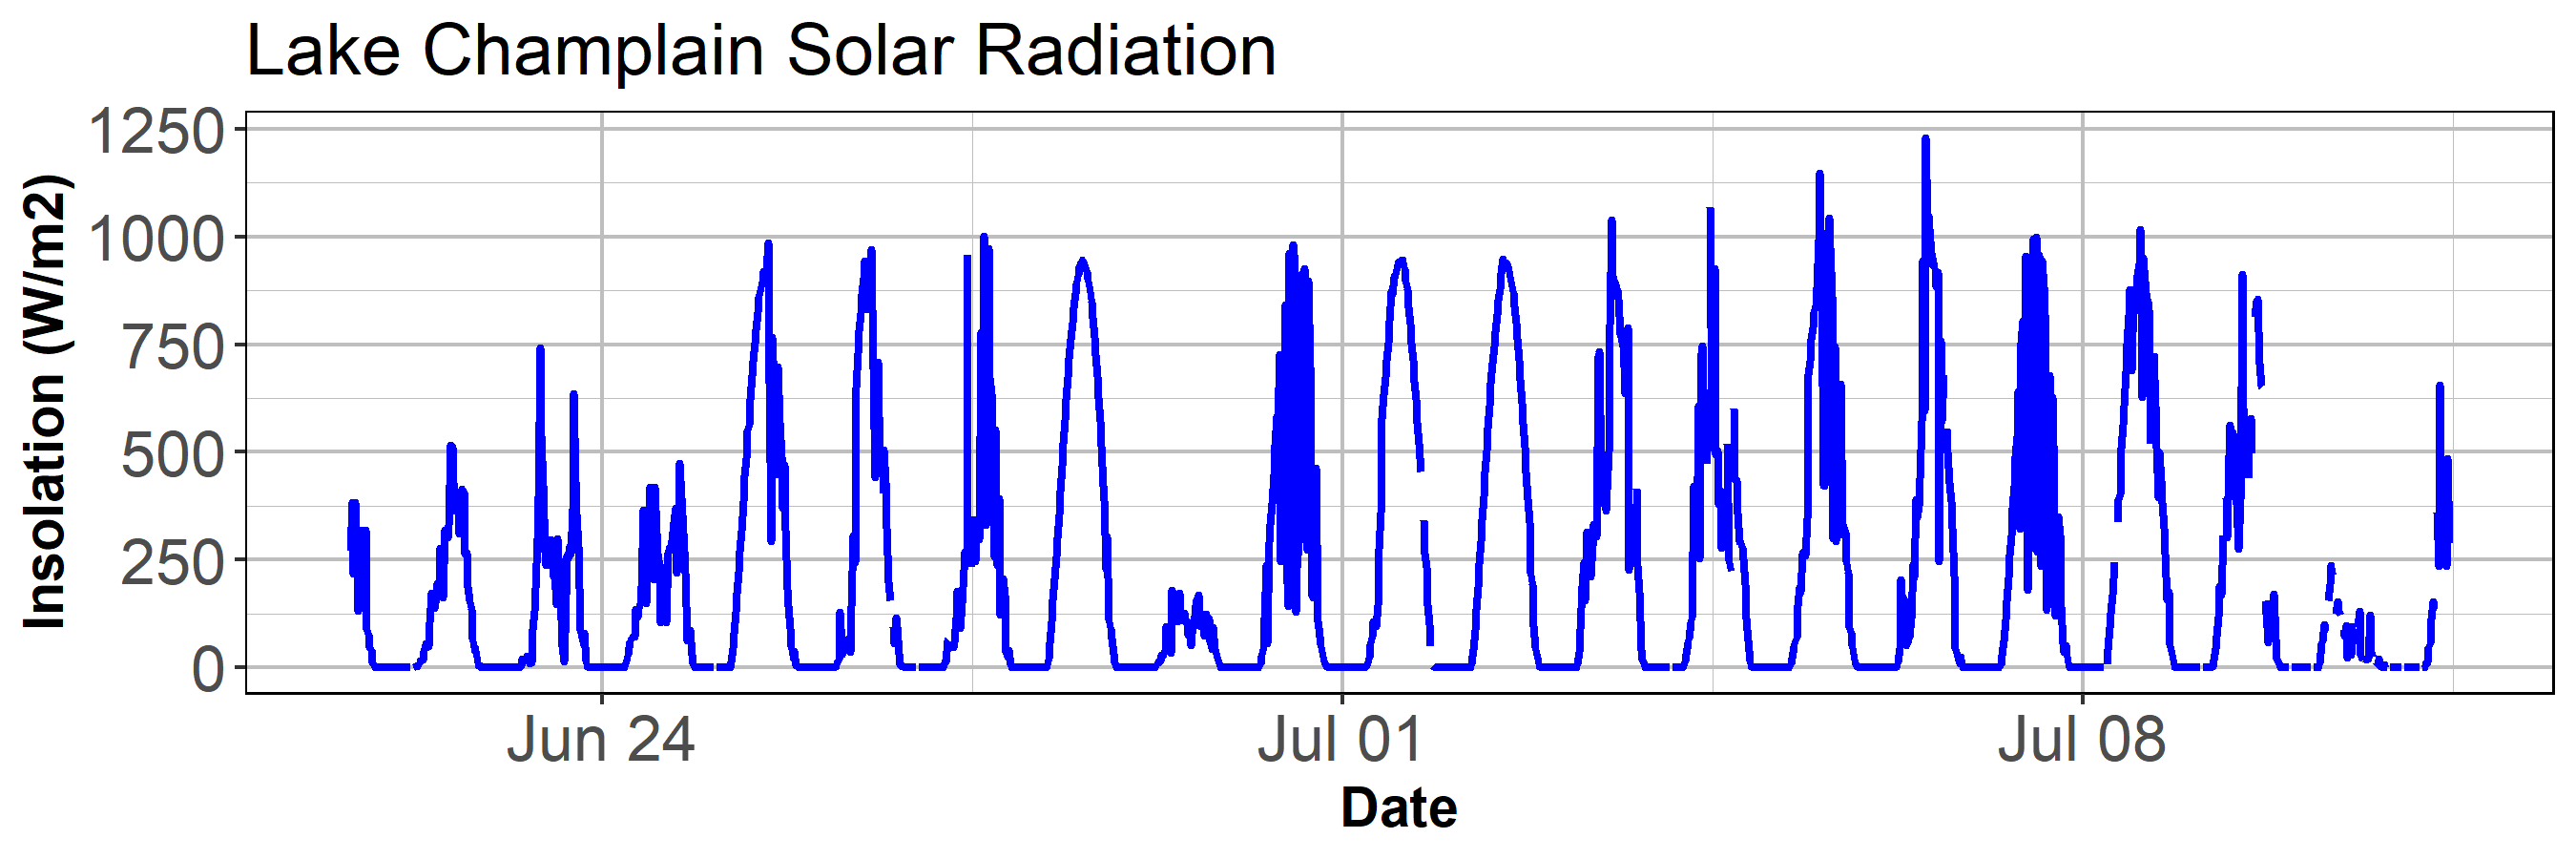 Lake Champlain Solar Radiation
1250
1000
750
500
250
0
Insolation (W/m2)
Jun 24
Jul 01
Jul 08
Date